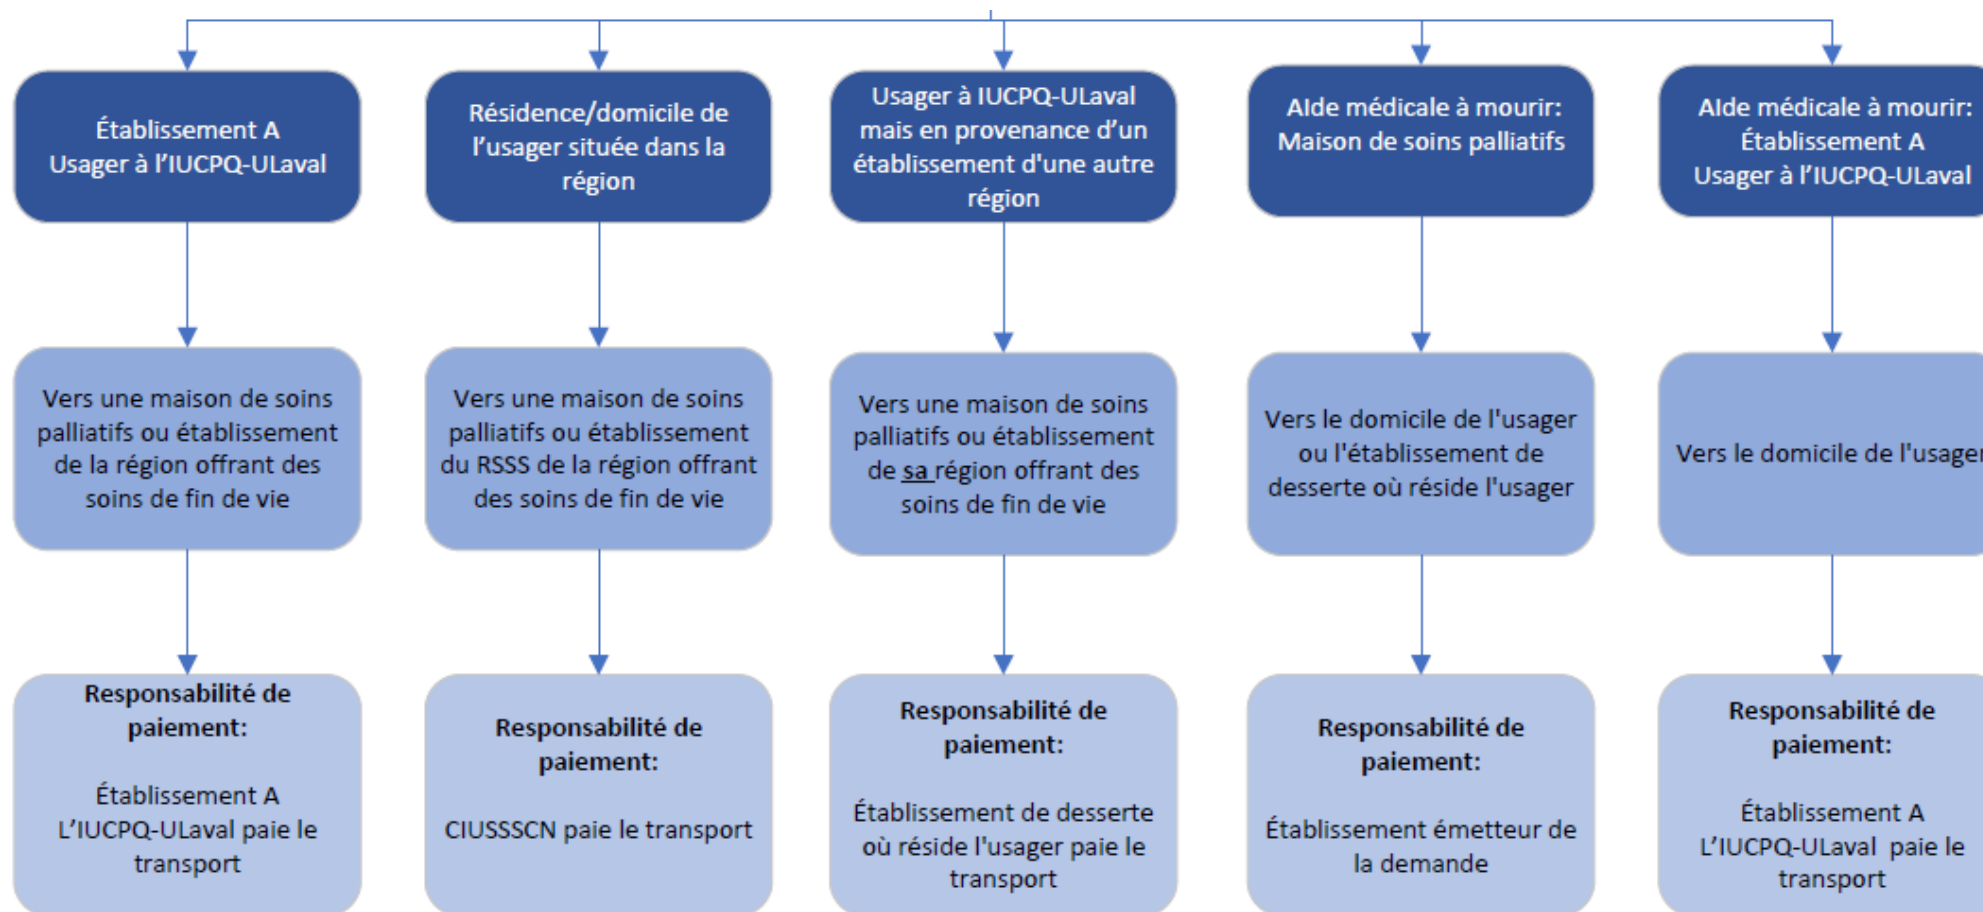 Établissement A
Usager à l'IUCPQ-ULaval
Résidence/domicile de
l'usager située dans la
région
Usager à IUCPQ-ULaval
mais en provenance d'un
établissement d'une autre
région
AIde médicale à mourir:
Maison de soins palliatifs
AIde médicale à mourir:
Établissement A
Usager à l'IUCPQ-ULaval
Vers une maison de soins
palliatifs ou établissement
de la région offrant des
soins de fin de vie
Vers une maison de soins
palliatifs ou établissement
du RSSS de la région offrant
des soins de fin de vie
Vers une maison de soins
palliatifs ou établissement
de sa région offrant des
soins de fin de vie
Vers le domicile de l'usager
ou l'établissement de
desserte où réside l'usager
Vers le domicile de l'usager
Responsabilité de
paiement:
Établissement A
L'IUCPQ-ULaval paie le
transport
Responsabilité de
paiement:
CIUSSSCN paie le transport
Responsabilité de
paiement:
Établissement de desserte
où réside l'usager paie le
transport
Responsabilité de
paiement:
Établissement émetteur de
la demande
Responsabilité de
paiement:
Établissement A
L'IUCPQ-ULaval  paie le
transport